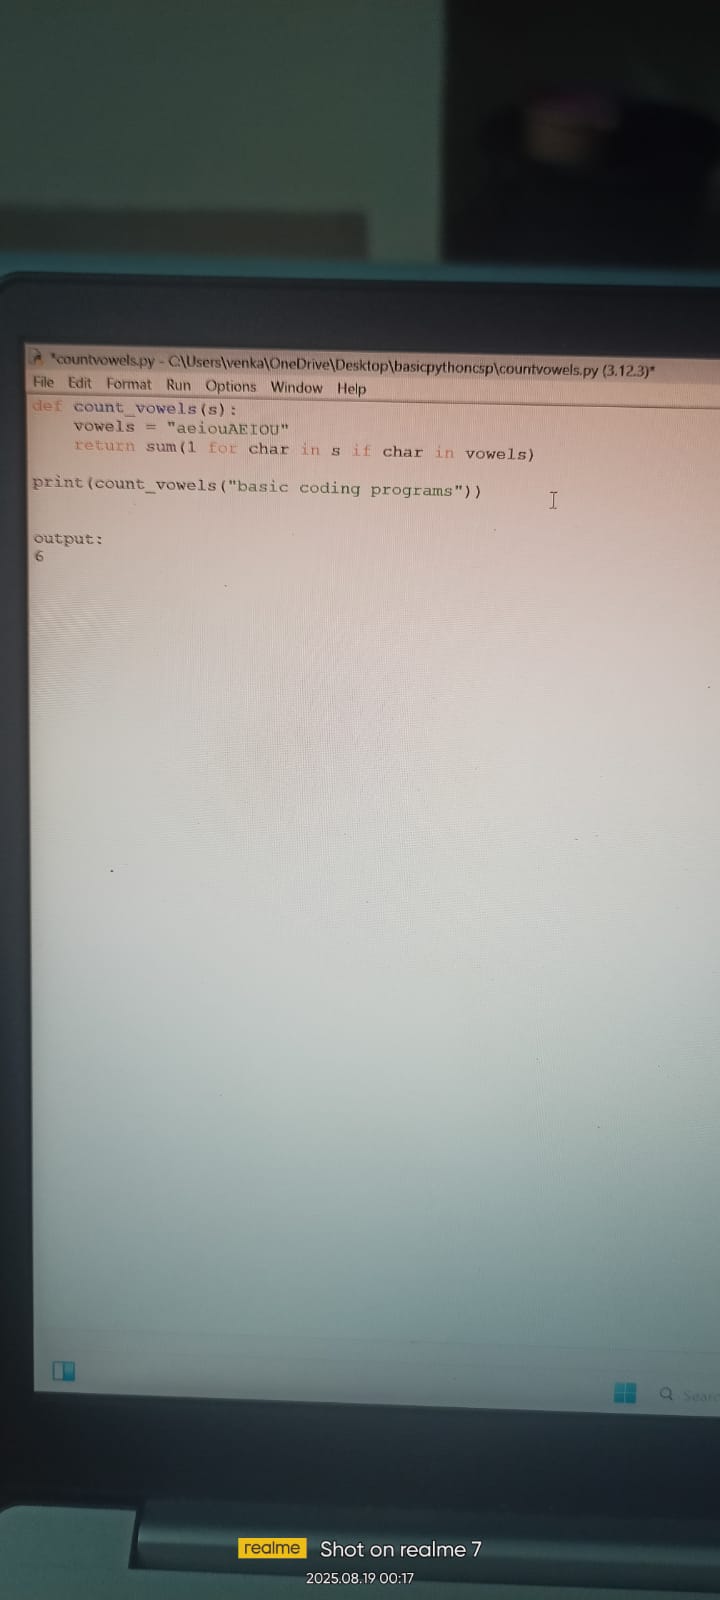 *countvowels.py - C:\Users\venka\OneDrive\Desktop\basicpythoncsp\countvowels.py (3.12.3)*
File Edit Format Run Options Window Help
def count_vowels(s):
    vowels = "aeiouAEIOU"
    return sum(1 for char in s if char in vowels)
print(count_vowels("basic coding programs"))
output:
6
Sear
realme Shot on realme 7
2025.08.19 00:17